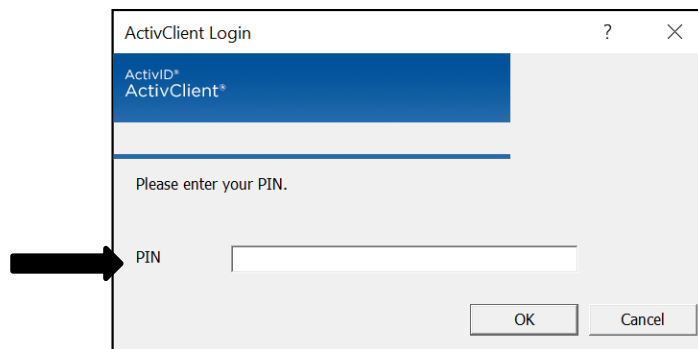 ActivClient Login
ActivID®
ActivClient®
Please enter your PIN.
PIN
OK Cancel